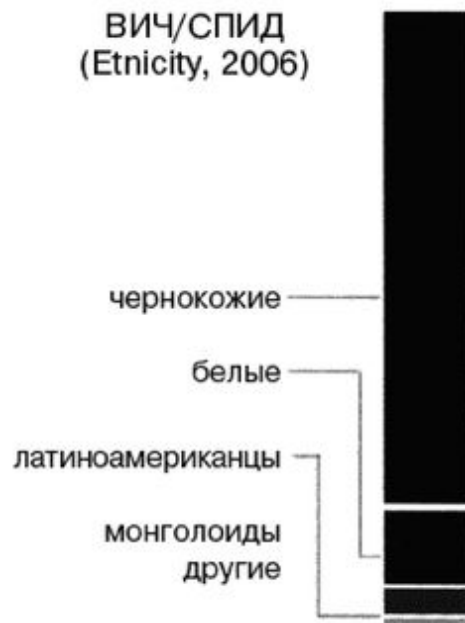 ВИЧ/СПИД
(Etnicity, 2006)
чернокожие
белые
латиноамериканцы
монголоиды
другие